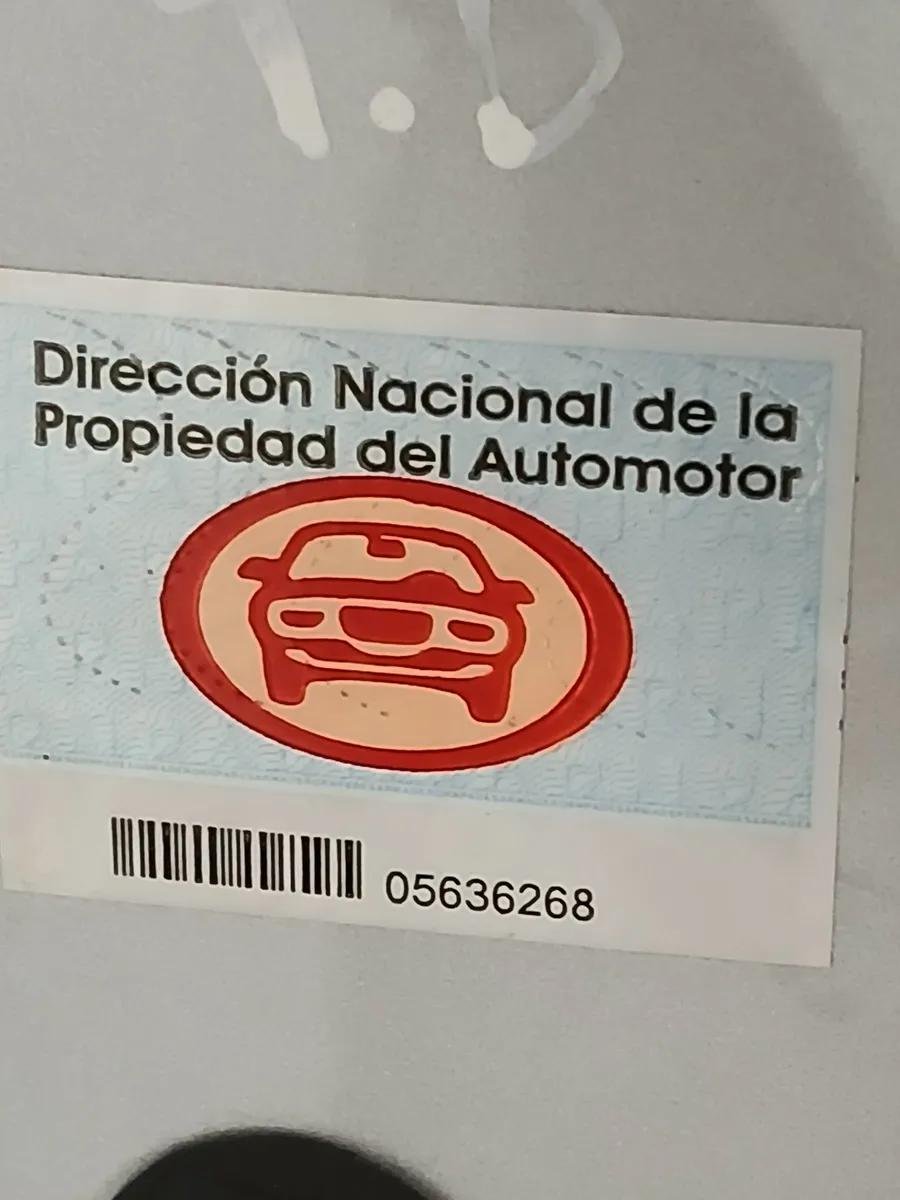 Dirección Nacional de la
Propiedad del Automotor
05636268